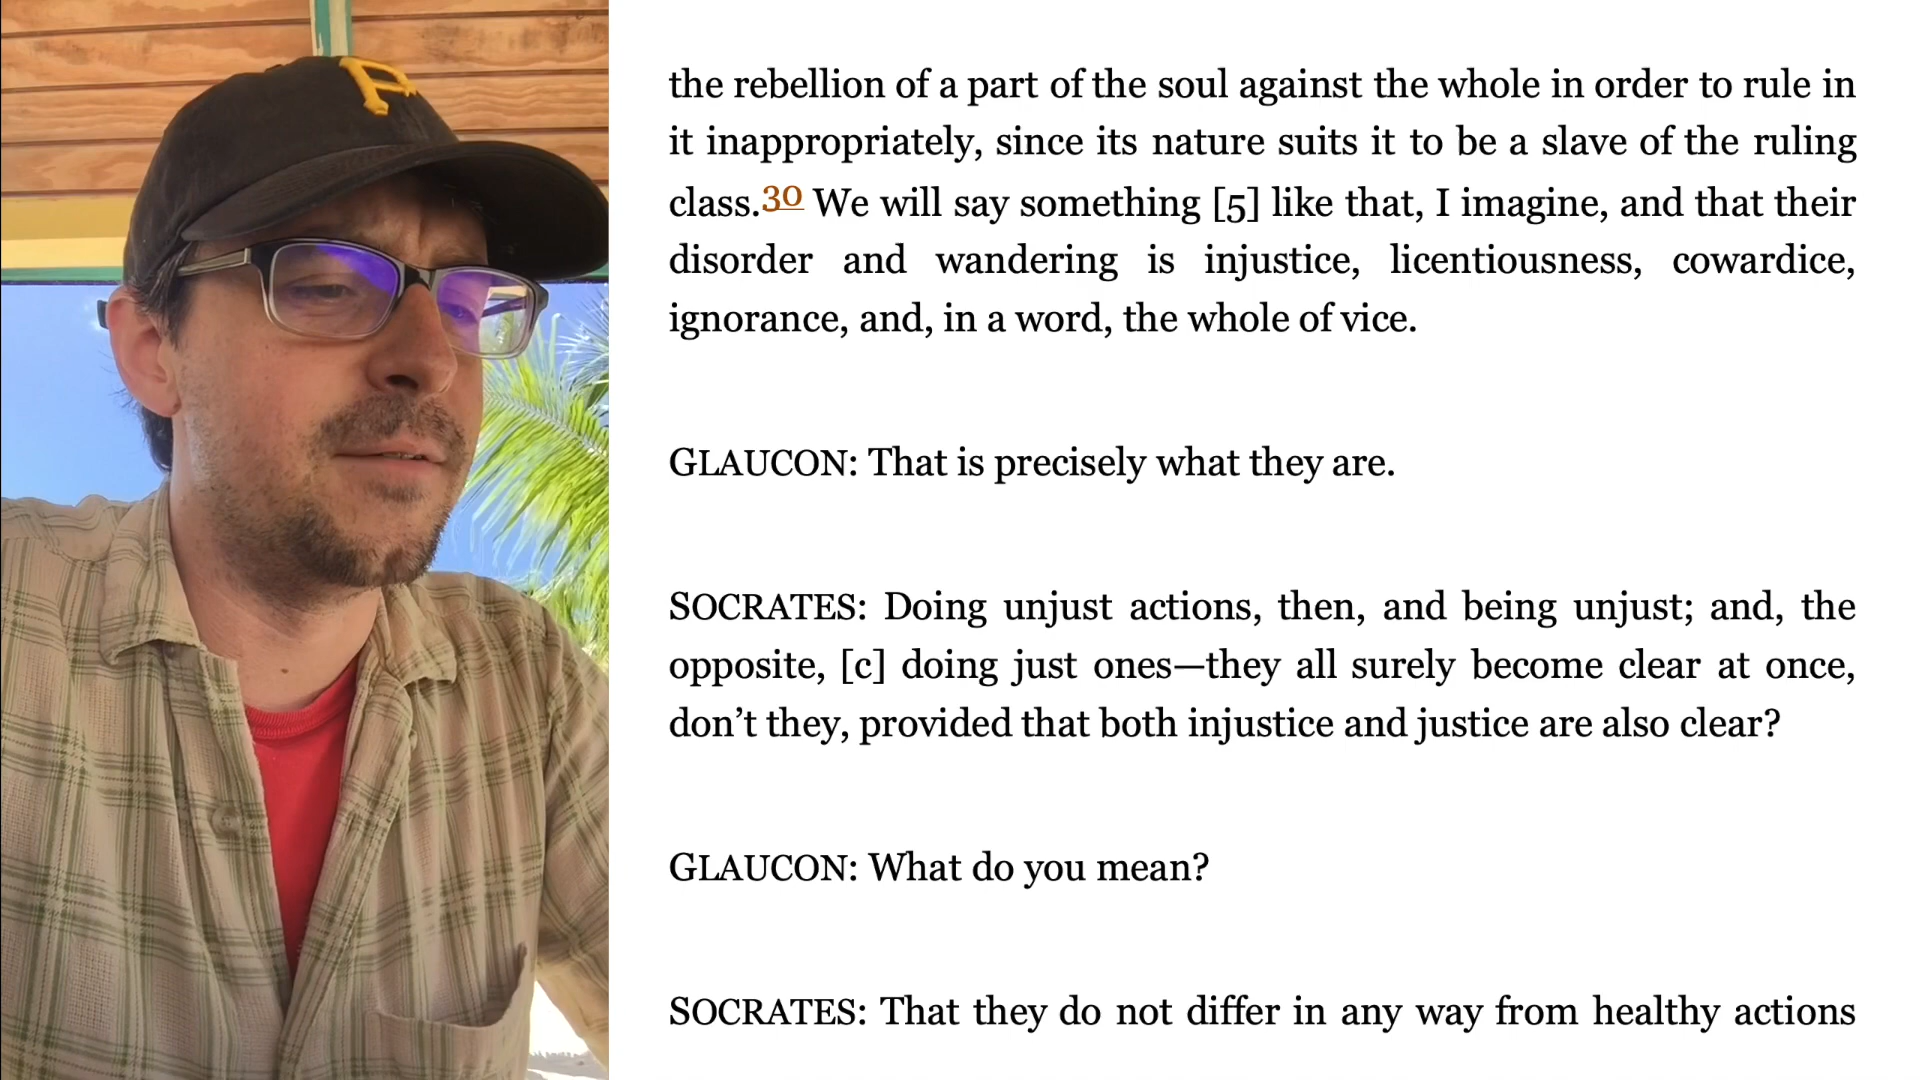 P
the rebellion of a part of the soul against the whole in order to rule in
it inappropriately, since its nature suits it to be a slave of the ruling
class.30 We will say something [5] like that, I imagine, and that their
disorder and wandering is injustice, licentiousness, cowardice,
ignorance, and, in a word, the whole of vice.
GLAUCON: That is precisely what they are.
SOCRATES: Doing unjust actions, then, and being unjust; and, the
opposite, [c] doing just ones—they all surely become clear at once,
don’t they, provided that both injustice and justice are also clear?
GLAUCON: What do you mean?
SOCRATES: That they do not differ in any way from healthy actions